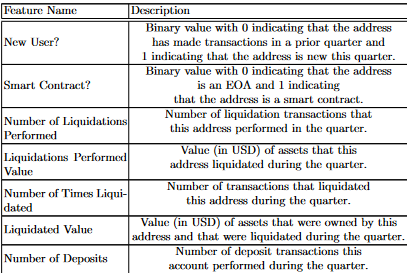 Feature Name Description
Binary value with 0 indicating that the address
New User? has made transactions in a prior quarter and
1 indicating that the address is new this quarter.
Binary value with 0 indicating that the address
Smart Contract? is an EOA and 1 indicating
that the address is a smart contract.
Number of Liquidations
Performed
Number of liquidation transactions that
this address performed in the quarter.
Liquidations Performed
Value
Value (in USD) of assets that this
address liquidated during the quarter.
Number of Times Liqui-
dated
Number of transactions that liquidated
this address during the quarter.
Liquidated Value
Value (in USD) of assets that were owned by this
address and that were liquidated during the quarter.
Number of Deposits
Number of deposit transactions this
account performed during the quarter.